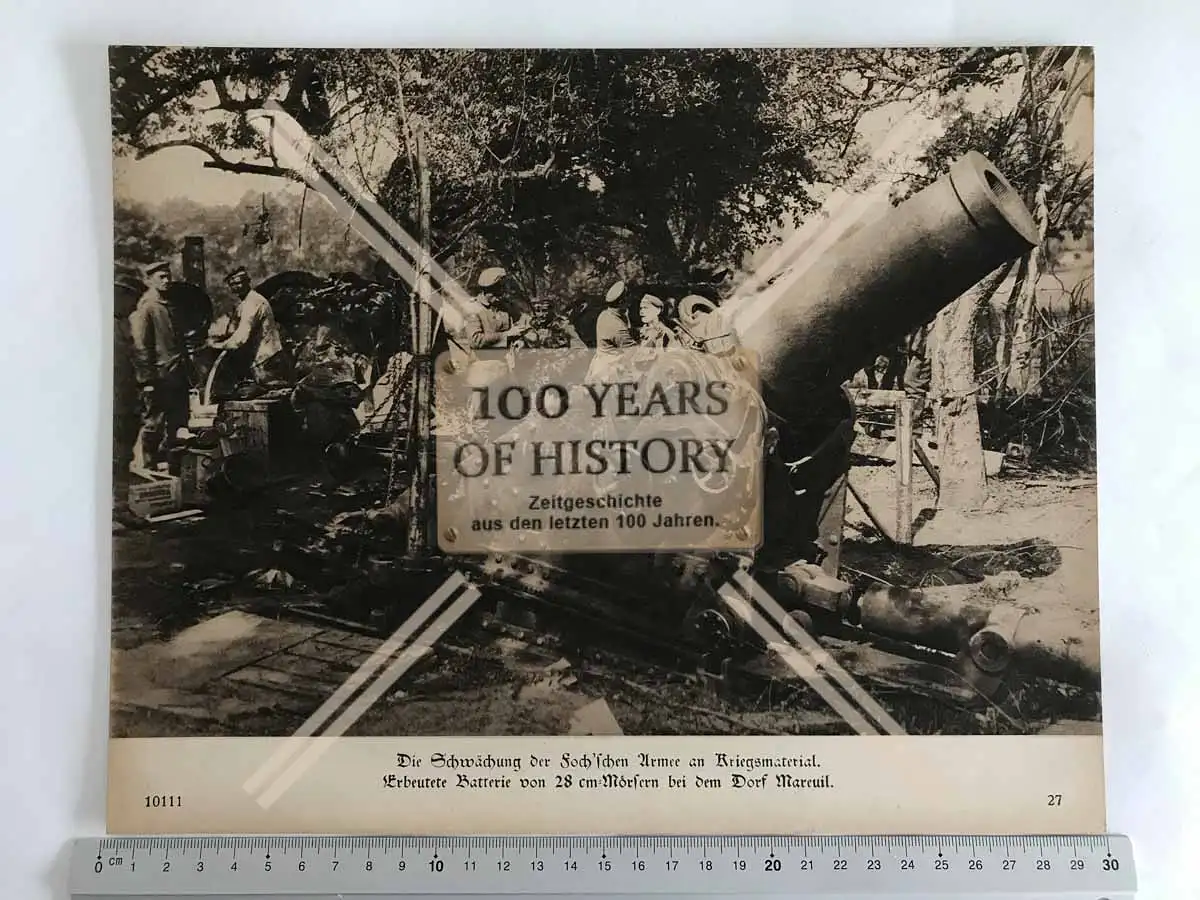 100 YEARS
OF HISTORY
Zeitgeschichte
aus den letzten 100 Jahren.
Die Schwächung der Foch'schen Armee an Kriegsmaterial.
Erbeutete Batterie von 28 cm=Mörsern bei dem Dorf Mareuil.
10111
27
0 cm 1 2 3 4 5 6 7 8 9 10 11 12 13 14 15 16 17 18 19 20 21 22 23 24 25 26 27 28 29 30